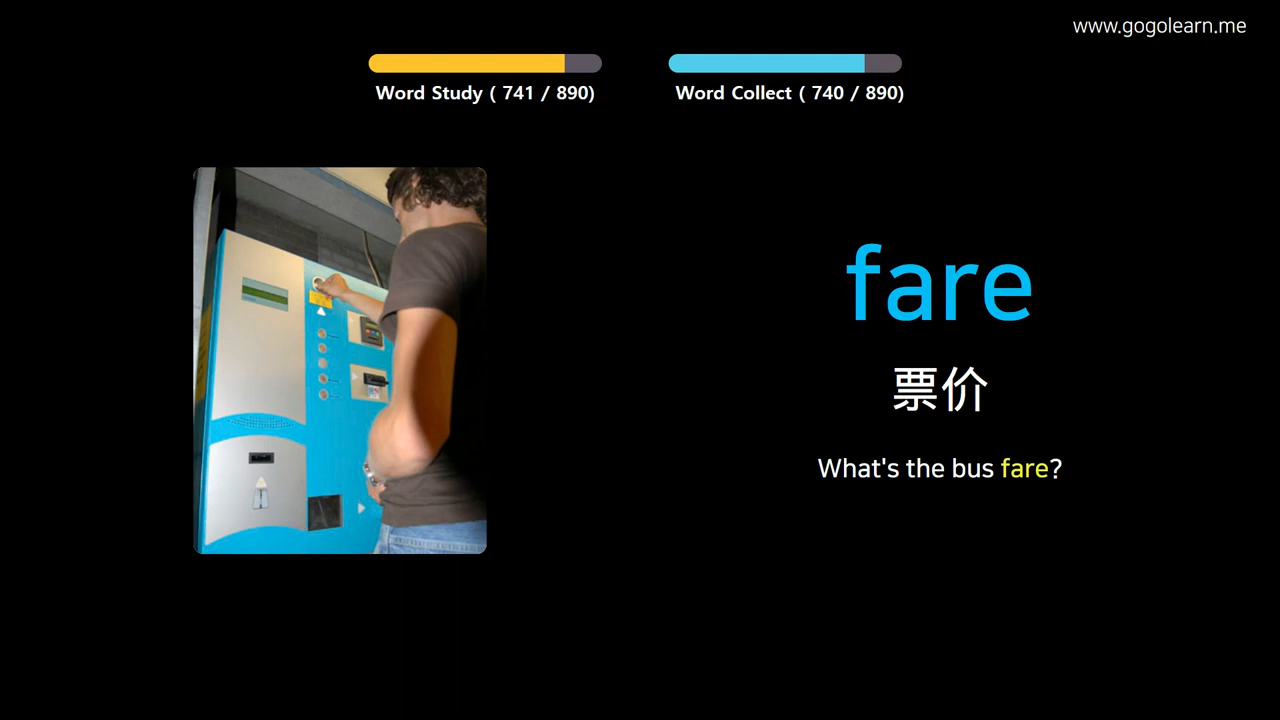 www.gogolearn.me
Word Study ( 741 / 890)
Word Collect ( 740 / 890)
fare
票价
What's the bus fare?